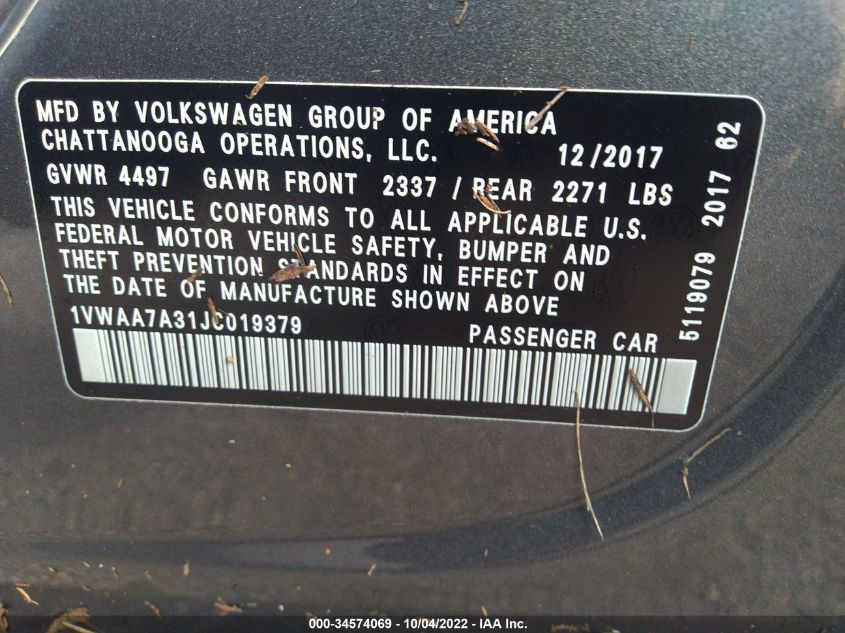 MFD BY VOLKSWAGEN GROUP OF AMERICA
CHATTANOOGA OPERATIONS, LLC. 12/2017
GVWR 4497 GAWR FRONT 2337 / REAR 2271 LBS
THIS VEHICLE CONFORMS TO ALL APPLICABLE U.S.
FEDERAL MOTOR VEHICLE SAFETY, BUMPER AND
THEFT PREVENTION STANDARDS IN EFFECT ON
THE DATE OF MANUFACTURE SHOWN ABOVE
1VWAA7A31JC019379 PASSENGER CAR
5119079 2017 62
000-34574069 - 10/04/2022 - IAA Inc.